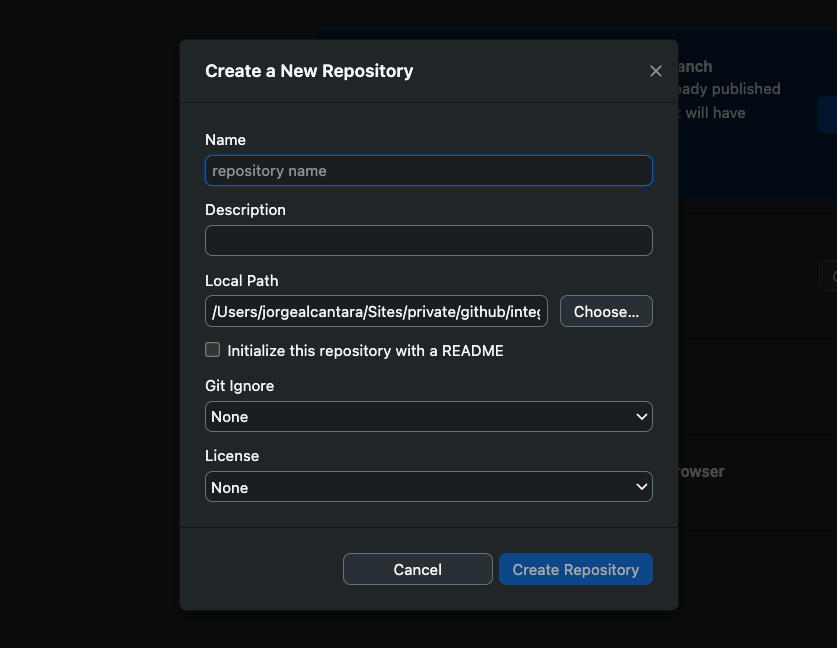 Create a New Repository
anch
eady published
will have
Name
repository name
Description
Local Path
/Users/jorgealcantara/Sites/private/github/integ
Choose...
Initialize this repository with a README
Git Ignore
None
License
None
rowser
Cancel
Create Repository